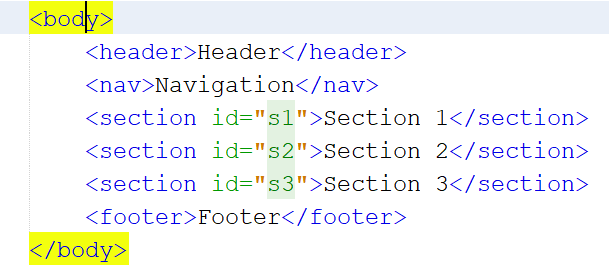 <body>
<header>Header</header>
<nav>Navigation</nav>
<section id="s1">Section 1</section>
<section id="s2">Section 2</section>
<section id="s3">Section 3</section>
<footer>Footer</footer>
</body>